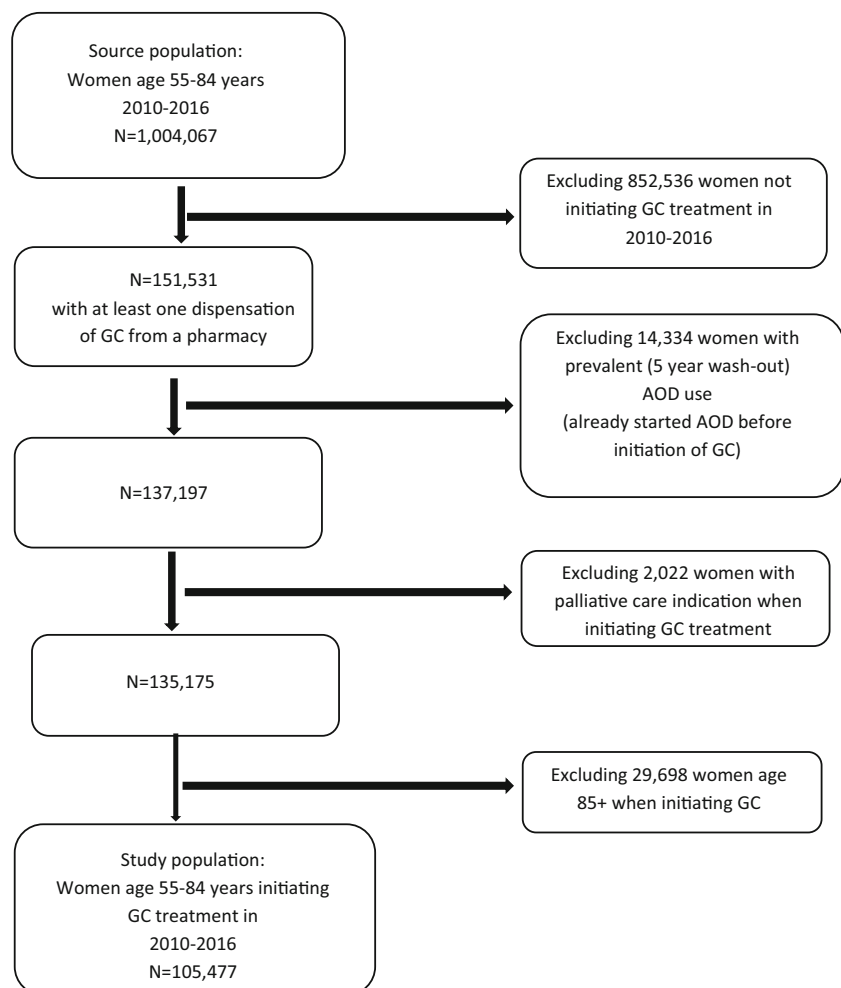 Source population:
Women age 55-84 years
2010-2016
N=1,004,067
Excluding 852,536 women not
initiating GC treatment in
2010-2016
N=151,531
with at least one dispensation
of GC from a pharmacy
Excluding 14,334 women with
prevalent (5 year wash-out)
AOD use
(already started AOD before
initiation of GC)
N=137,197
Excluding 2,022 women with
palliative care indication when
initiating GC treatment
N=135,175
Excluding 29,698 women age
85+ when initiating GC
Study population:
Women age 55-84 years initiating
GC treatment in
2010-2016
N=105,477